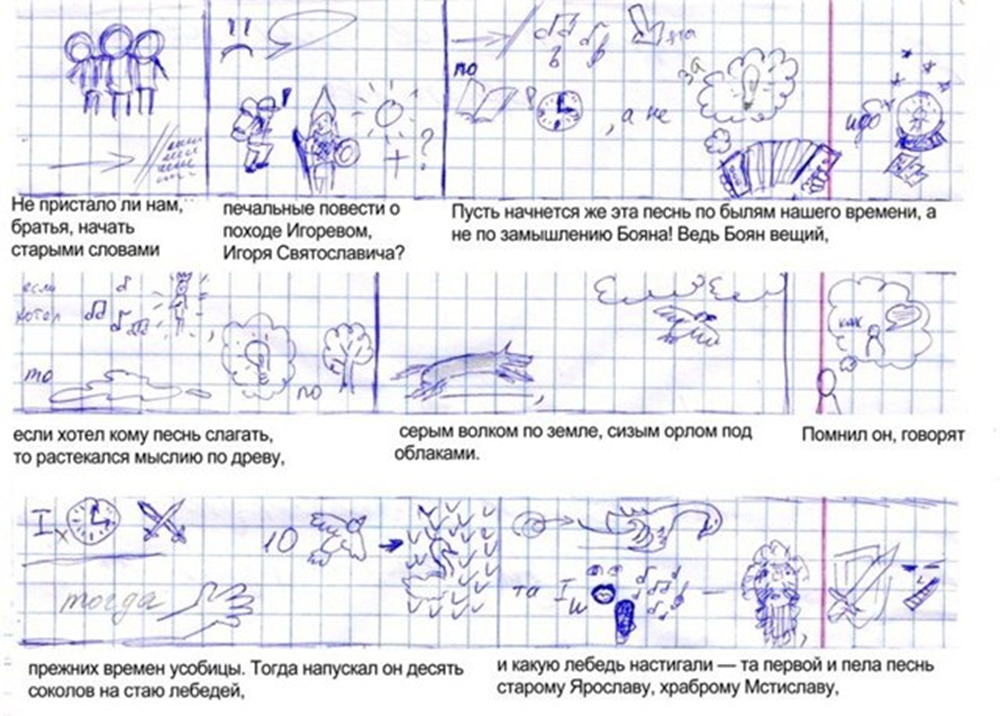 по
за
, а не
ибо
Не пристало ли нам,
братья, начать
старыми словами
печальные повести о
походе Игоревом,
Игоря Святославича?
Пусть начнется же эта песнь по былям нашего времени, а
не по замышлению Бояна! Ведь Боян вещий,
если
хотел
то
по
как
если хотел кому песнь слагать,
то растекался мыслию по древу,
серым волком по земле, сизым орлом под
облаками.
Помнил он, говорят
Iх
10
тогда
та Iш
прежних времен усобицы. Тогда напускал он десять
соколов на стаю лебедей,
и какую лебедь настигали — та первой и пела песнь
старому Ярославу, храброму Мстиславу,